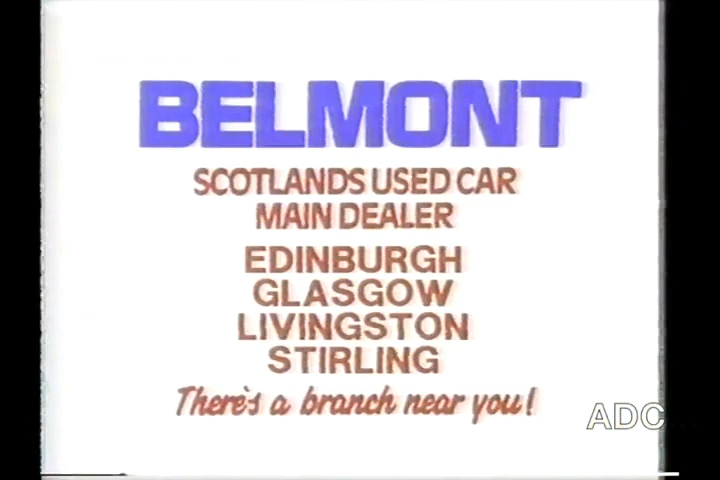 BELMONT
SCOTLANDS USED CAR
MAIN DEALER
EDINBURGH
GLASGOW
LIVINGSTON
STIRLING
There's a branch near you!
ADC...